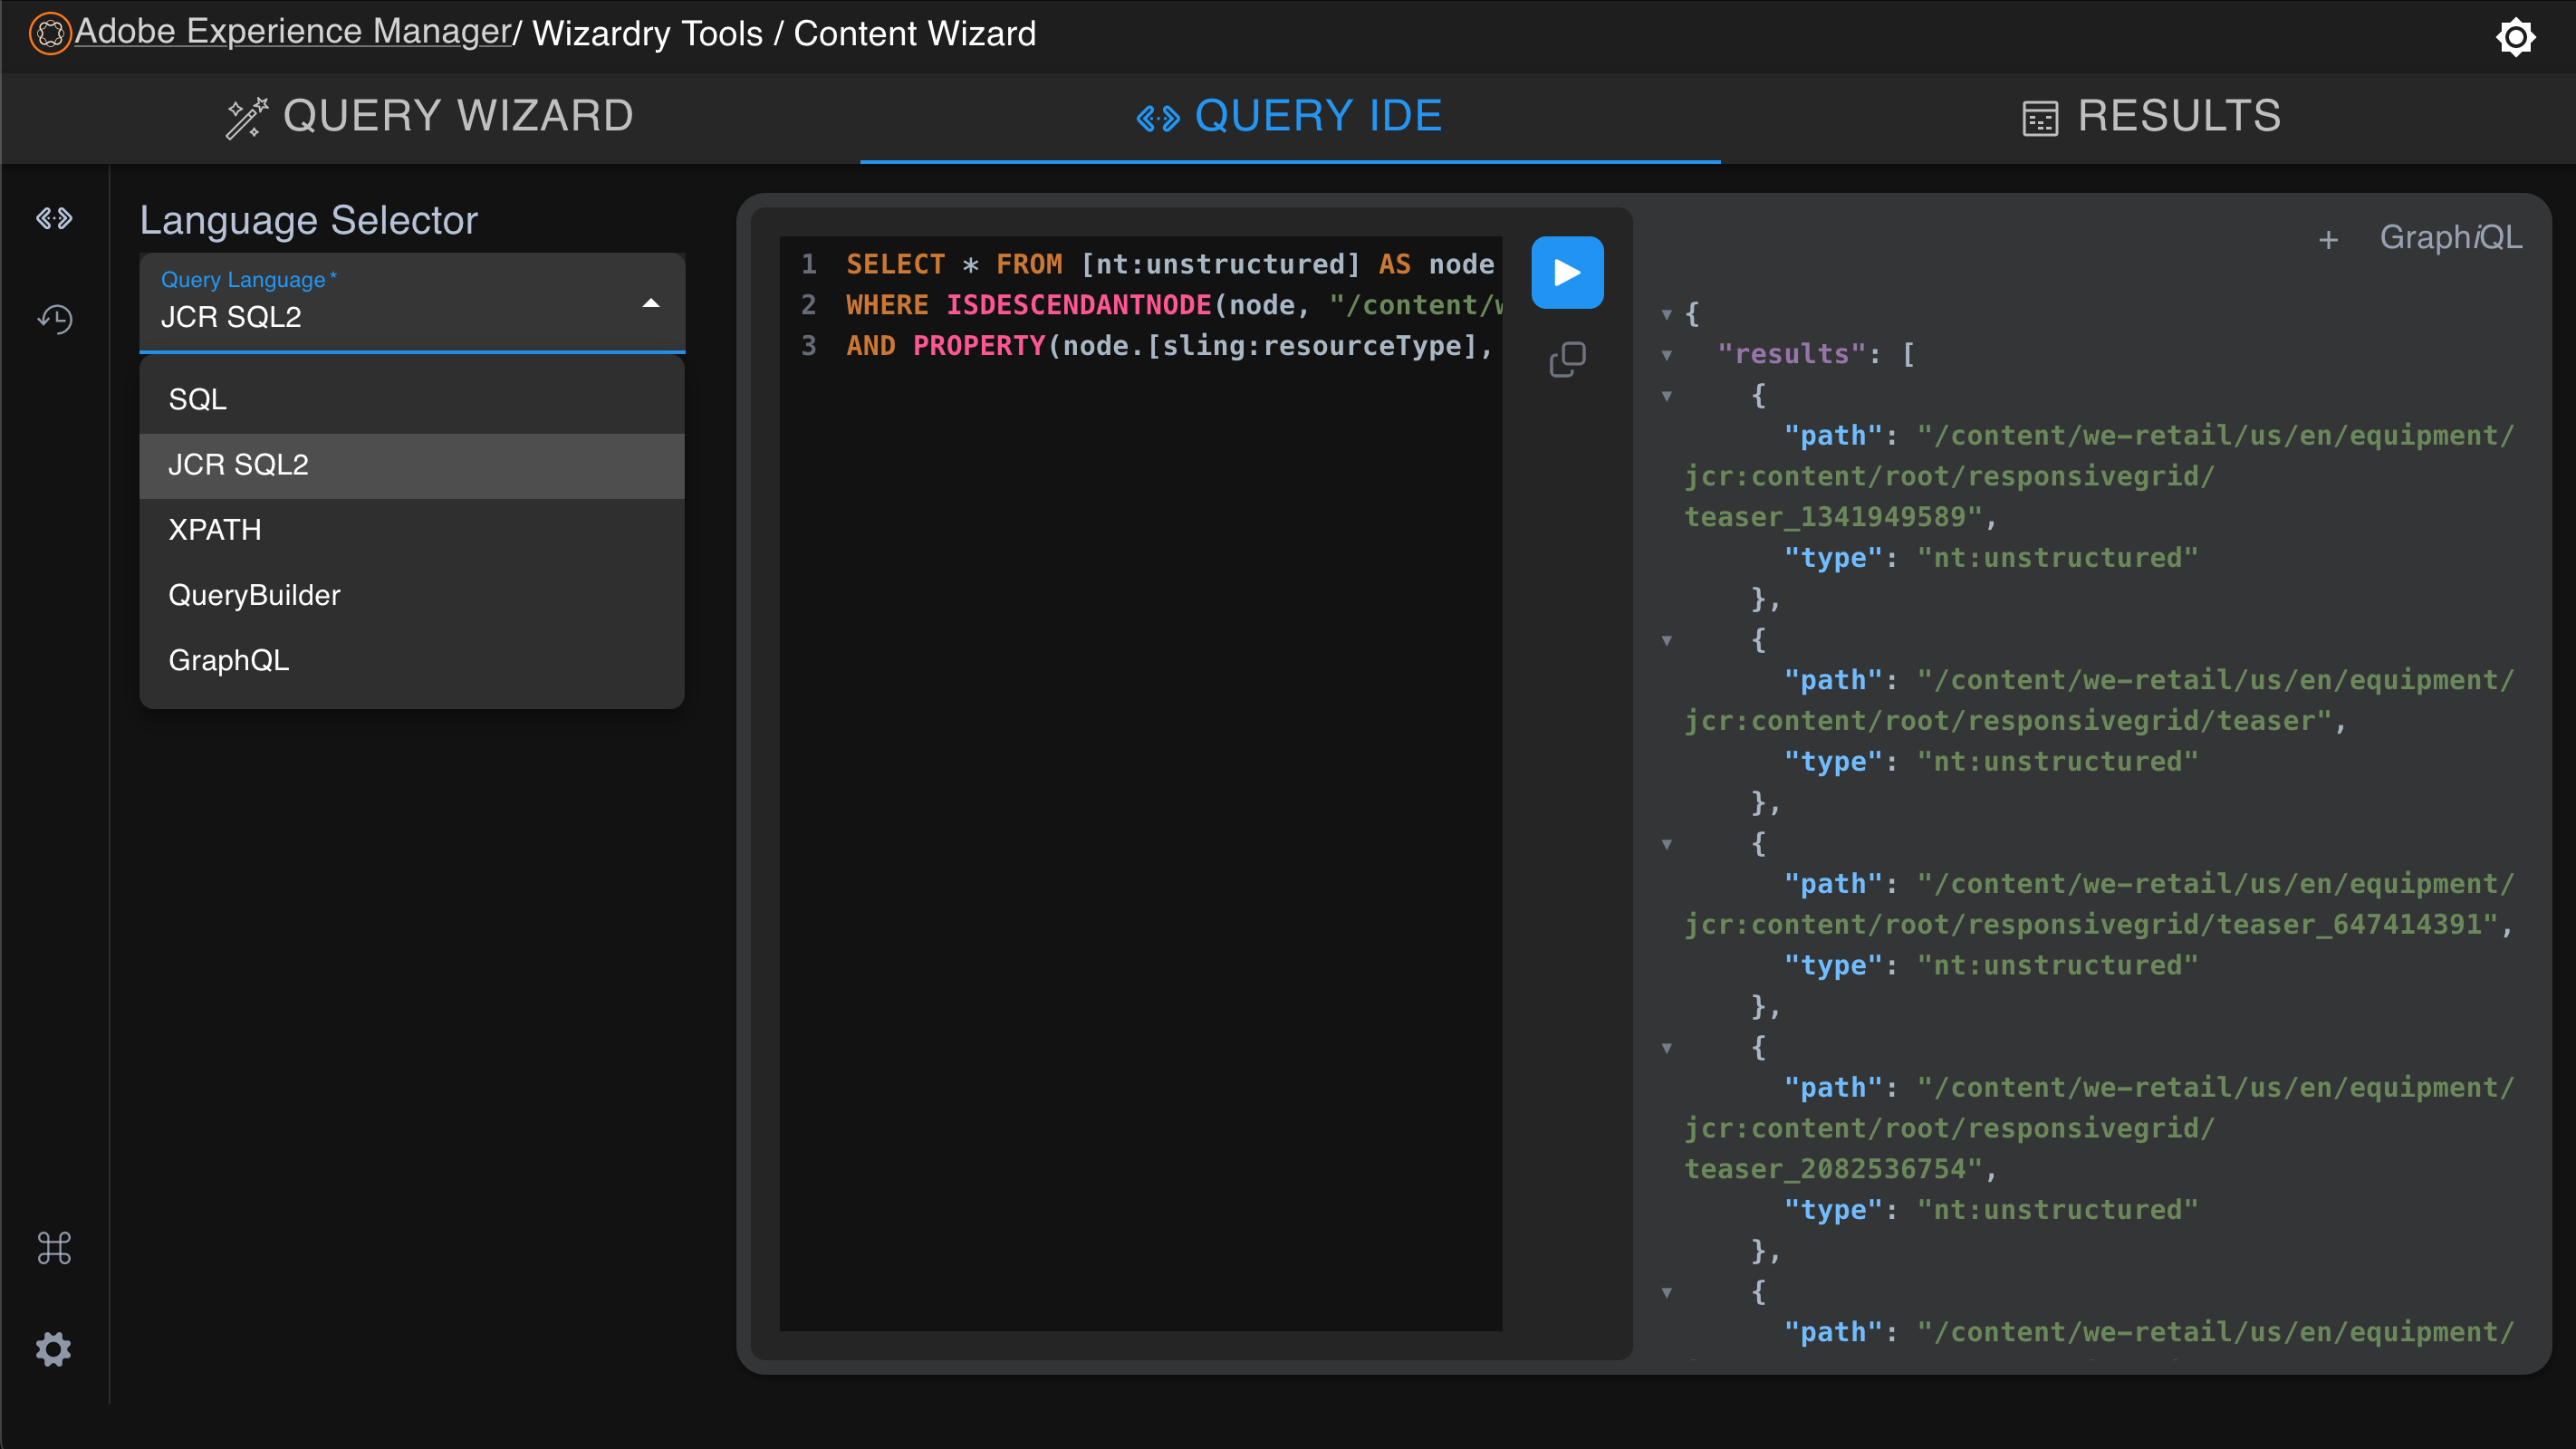 Adobe Experience Manager/ Wizardry Tools / Content Wizard
QUERY WIZARD
QUERY IDE
RESULTS
Language Selector
Query Language *
JCR SQL2
SQL
JCR SQL2
XPATH
QueryBuilder
GraphQL
1 SELECT * FROM [nt:unstructured] AS node
2 WHERE ISDESCENDANTNODE(node, "/content/w
3 AND PROPERTY(node.[sling:resourceType],
+ GraphiQL
{
"results": [
{
"path": "/content/we-retail/us/en/equipment/
jcr:content/root/responsivegrid/
teaser_1341949589",
"type": "nt:unstructured"
},
{
"path": "/content/we-retail/us/en/equipment/
jcr:content/root/responsivegrid/teaser",
"type": "nt:unstructured"
},
{
"path": "/content/we-retail/us/en/equipment/
jcr:content/root/responsivegrid/teaser_647414391",
"type": "nt:unstructured"
},
{
"path": "/content/we-retail/us/en/equipment/
jcr:content/root/responsivegrid/
teaser_2082536754",
"type": "nt:unstructured"
},
{
"path": "/content/we-retail/us/en/equipment/